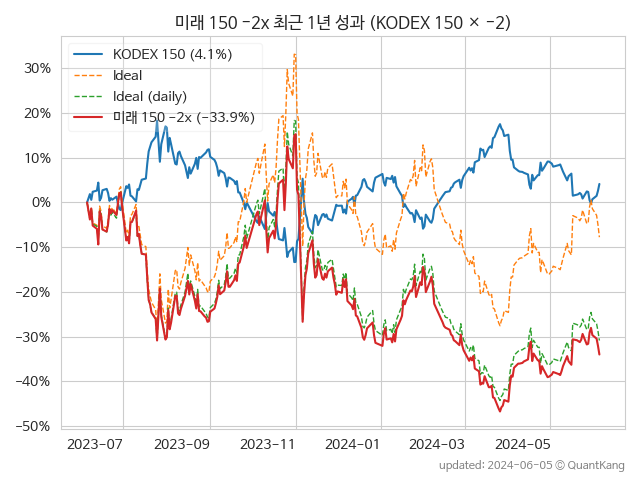 미래 150 −2x 최근 1년 성과 (KODEX 150 × −2)
KODEX 150 (4.1%)
Ideal
Ideal (daily)
미래 150 −2x (−33.9%)
30%
20%
10%
0%
−10%
−20%
−30%
−40%
−50%
2023−07 2023−09 2023−11 2024−01 2024−03 2024−05
updated: 2024−06−05 © QuantKang